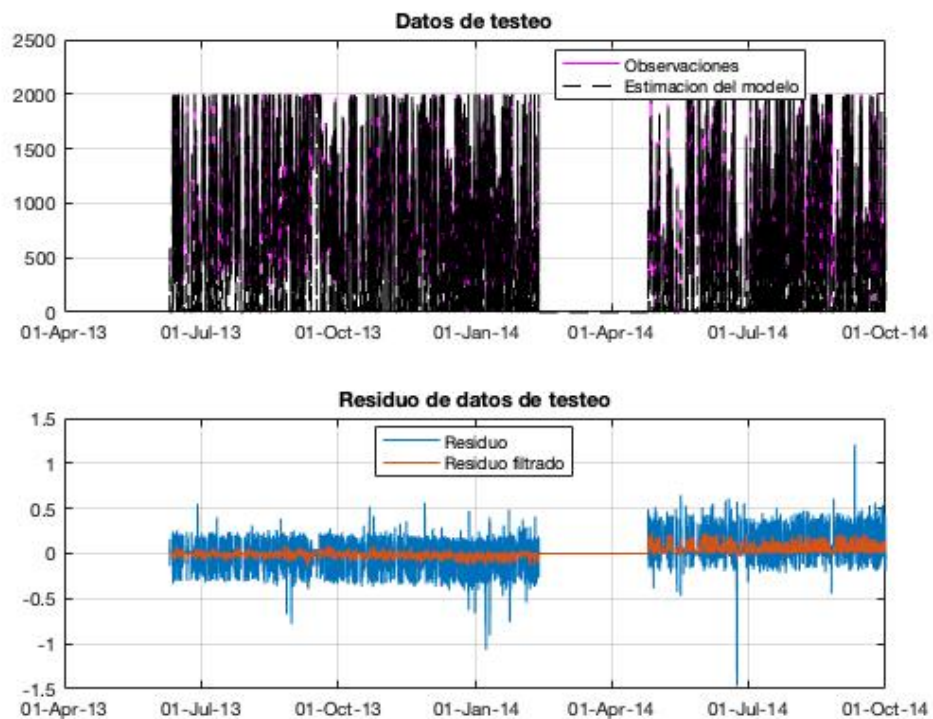 Datos de testeo
2500
2000
1500
1000
500
0
Observaciones
Estimacion del modelo
01-Apr-13 01-Jul-13 01-Oct-13 01-Jan-14 01-Apr-14 01-Jul-14 01-Oct-14
Residuo de datos de testeo
1.5
1
0.5
0
-0.5
-1
-1.5
Residuo
Residuo filtrado
01-Apr-13 01-Jul-13 01-Oct-13 01-Jan-14 01-Apr-14 01-Jul-14 01-Oct-14